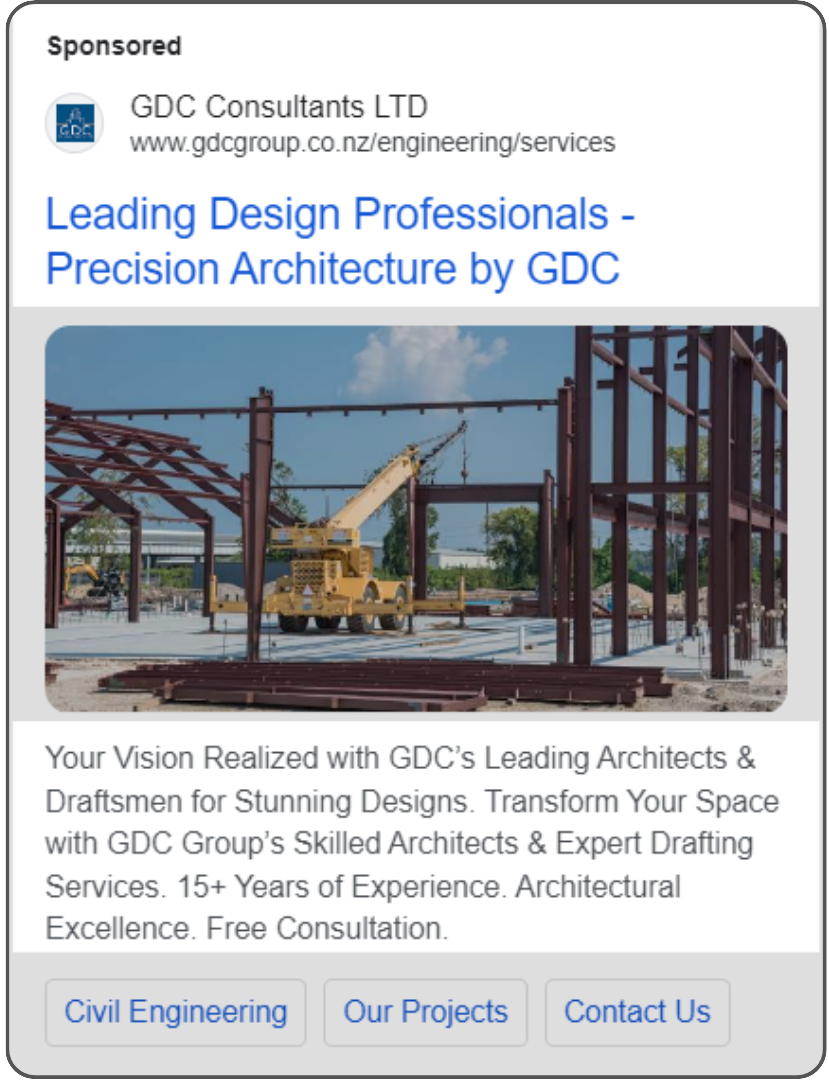 Sponsored
GDC
GDC Consultants LTD
www.gdcgroup.co.nz/engineering/services
Leading Design Professionals -
Precision Architecture by GDC
Your Vision Realized with GDC’s Leading Architects &
Draftsmen for Stunning Designs. Transform Your Space
with GDC Group’s Skilled Architects & Expert Drafting
Services. 15+ Years of Experience. Architectural
Excellence. Free Consultation.
Civil Engineering
Our Projects
Contact Us